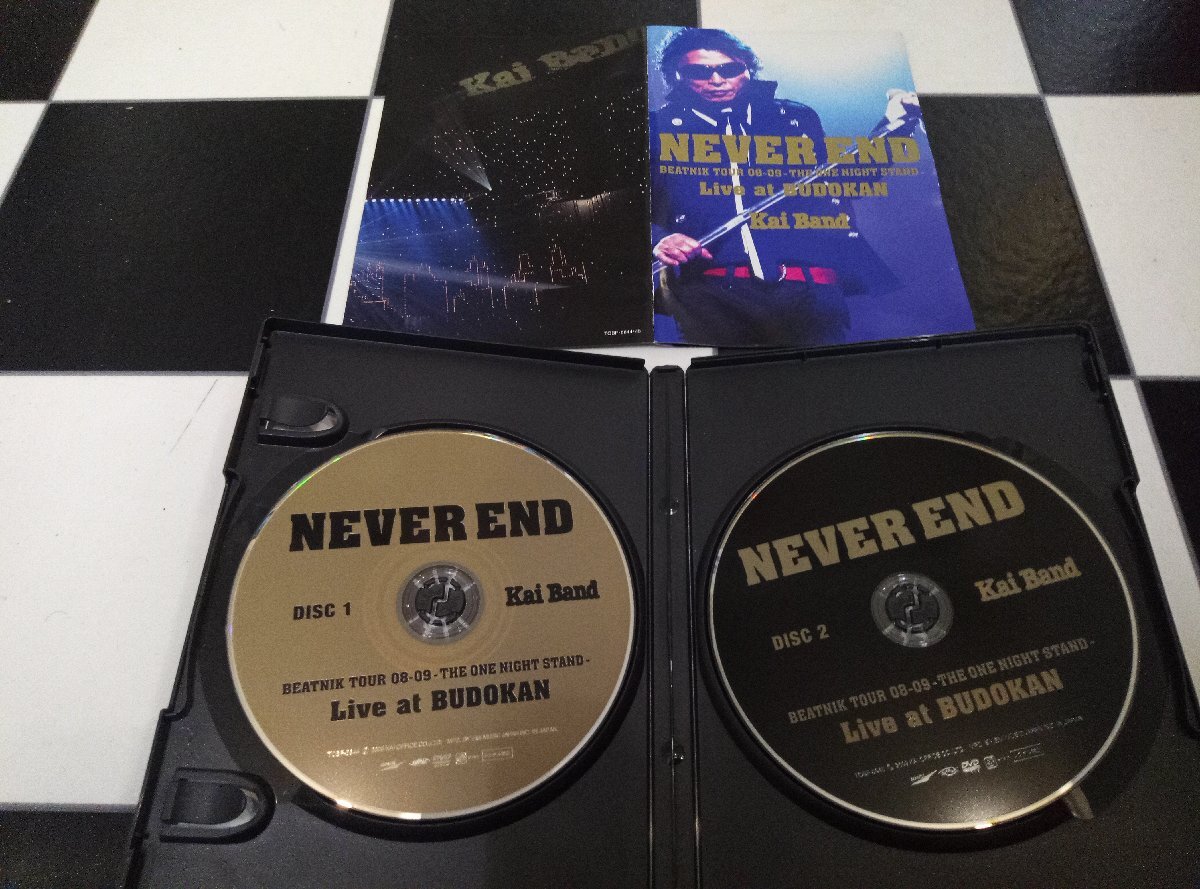 Kai Band
NEVER END
BEATNIK TOUR 08-09 - THE ONE NIGHT STAND -
Live at BUDOKAN
Kai Band
NEVER END
DISC 1
Kai Band
BEATNIK TOUR 08-09 - THE ONE NIGHT STAND -
Live at BUDOKAN
NEVER END
DISC 2
Kai Band
BEATNIK TOUR 08-09 - THE ONE NIGHT STAND -
Live at BUDOKAN